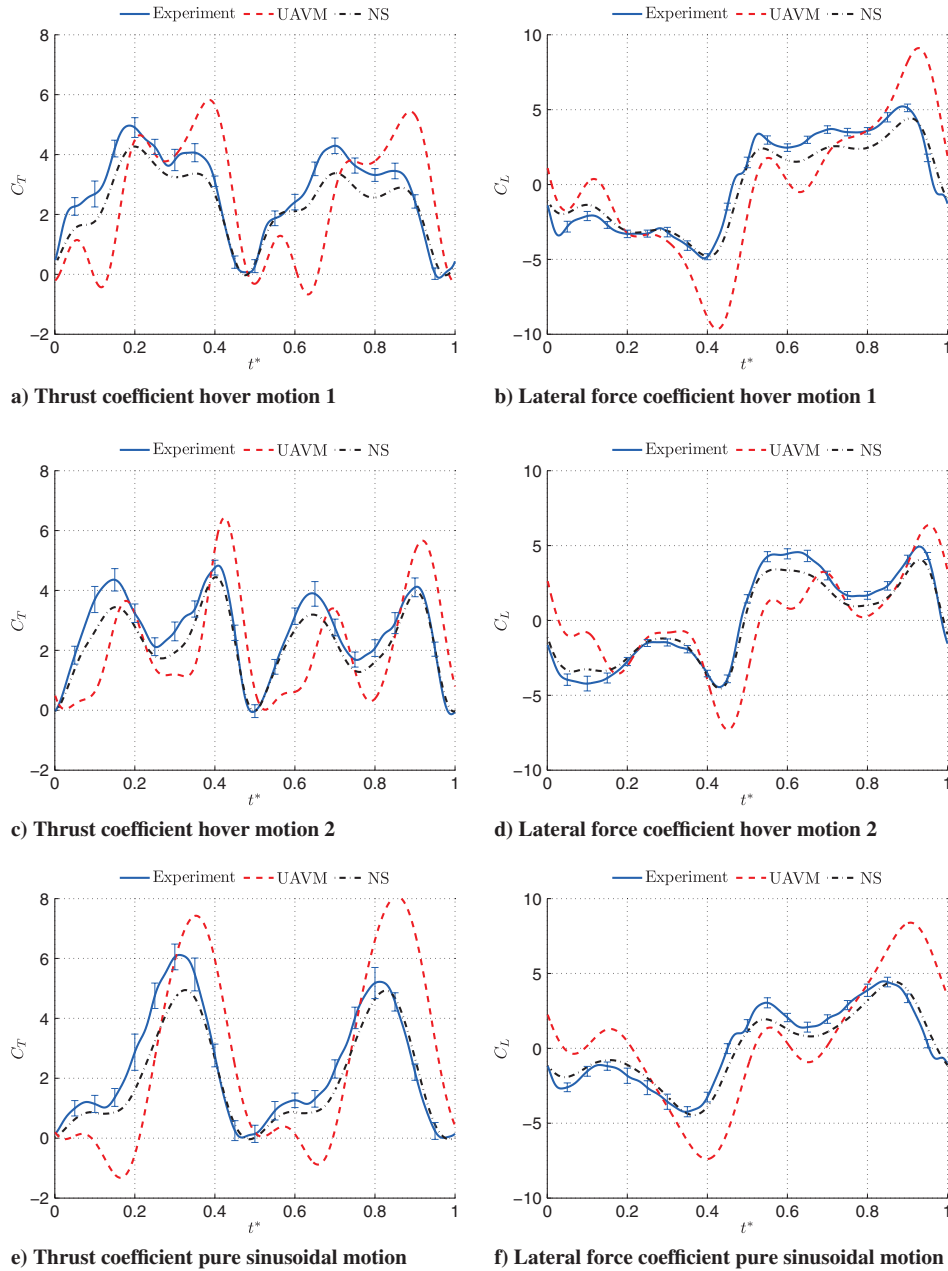 Experiment UAVM NS
8
6
4
2
0
−2
C_T
0 0.2 0.4 0.6 0.8 1
t*
a) Thrust coefficient hover motion 1
Experiment UAVM NS
10
5
0
−5
−10
C_L
0 0.2 0.4 0.6 0.8 1
t*
b) Lateral force coefficient hover motion 1
Experiment UAVM NS
8
6
4
2
0
−2
C_T
0 0.2 0.4 0.6 0.8 1
t*
c) Thrust coefficient hover motion 2
Experiment UAVM NS
10
5
0
−5
−10
C_L
0 0.2 0.4 0.6 0.8 1
t*
d) Lateral force coefficient hover motion 2
Experiment UAVM NS
8
6
4
2
0
−2
C_T
0 0.2 0.4 0.6 0.8 1
t*
e) Thrust coefficient pure sinusoidal motion
Experiment UAVM NS
10
5
0
−5
−10
C_L
0 0.2 0.4 0.6 0.8 1
t*
f) Lateral force coefficient pure sinusoidal motion